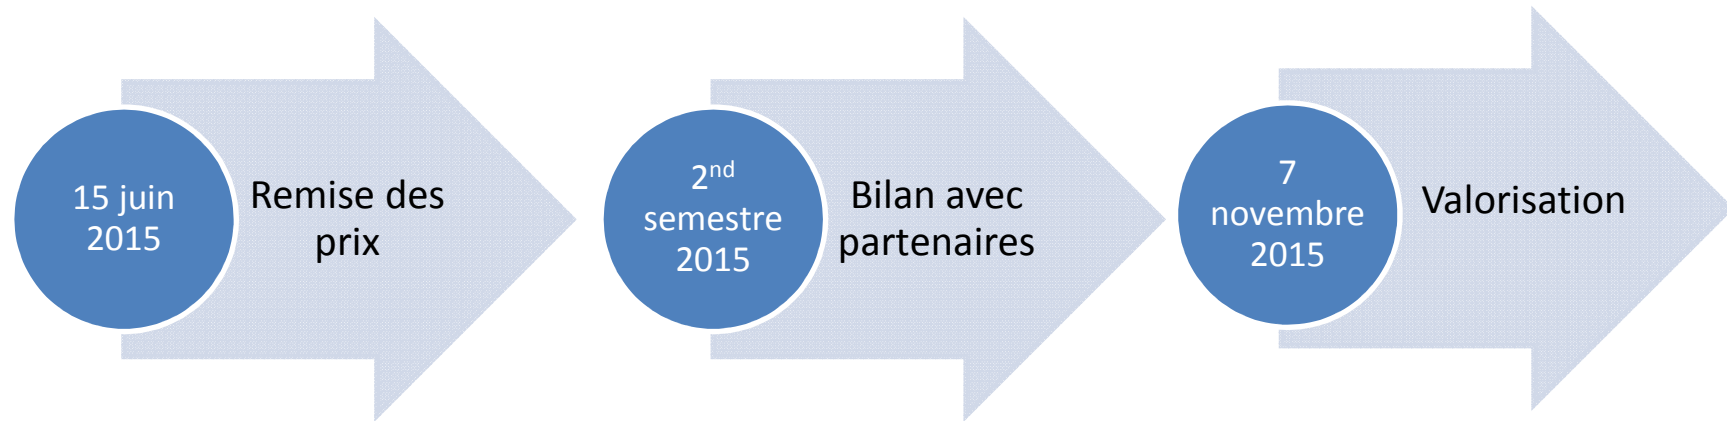 15 juin
2015
Remise des
prix
2nd
semestre
2015
Bilan avec
partenaires
7
novembre
2015
Valorisation